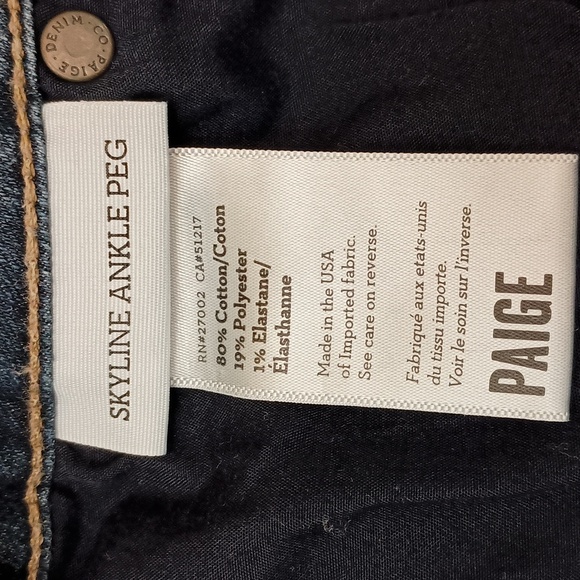 DENIM · CO · PAIGE ·
SKYLINE ANKLE PEG
RN#27002 CA#51217
80% Cotton/Coton
19% Polyester
1% Elastane/
Élasthanne
Made in the USA
of Imported fabric.
See care on reverse.
Fabriqué aux etats-unis
du tissu importe.
Voir le soin sur l'inverse.
PAIGE